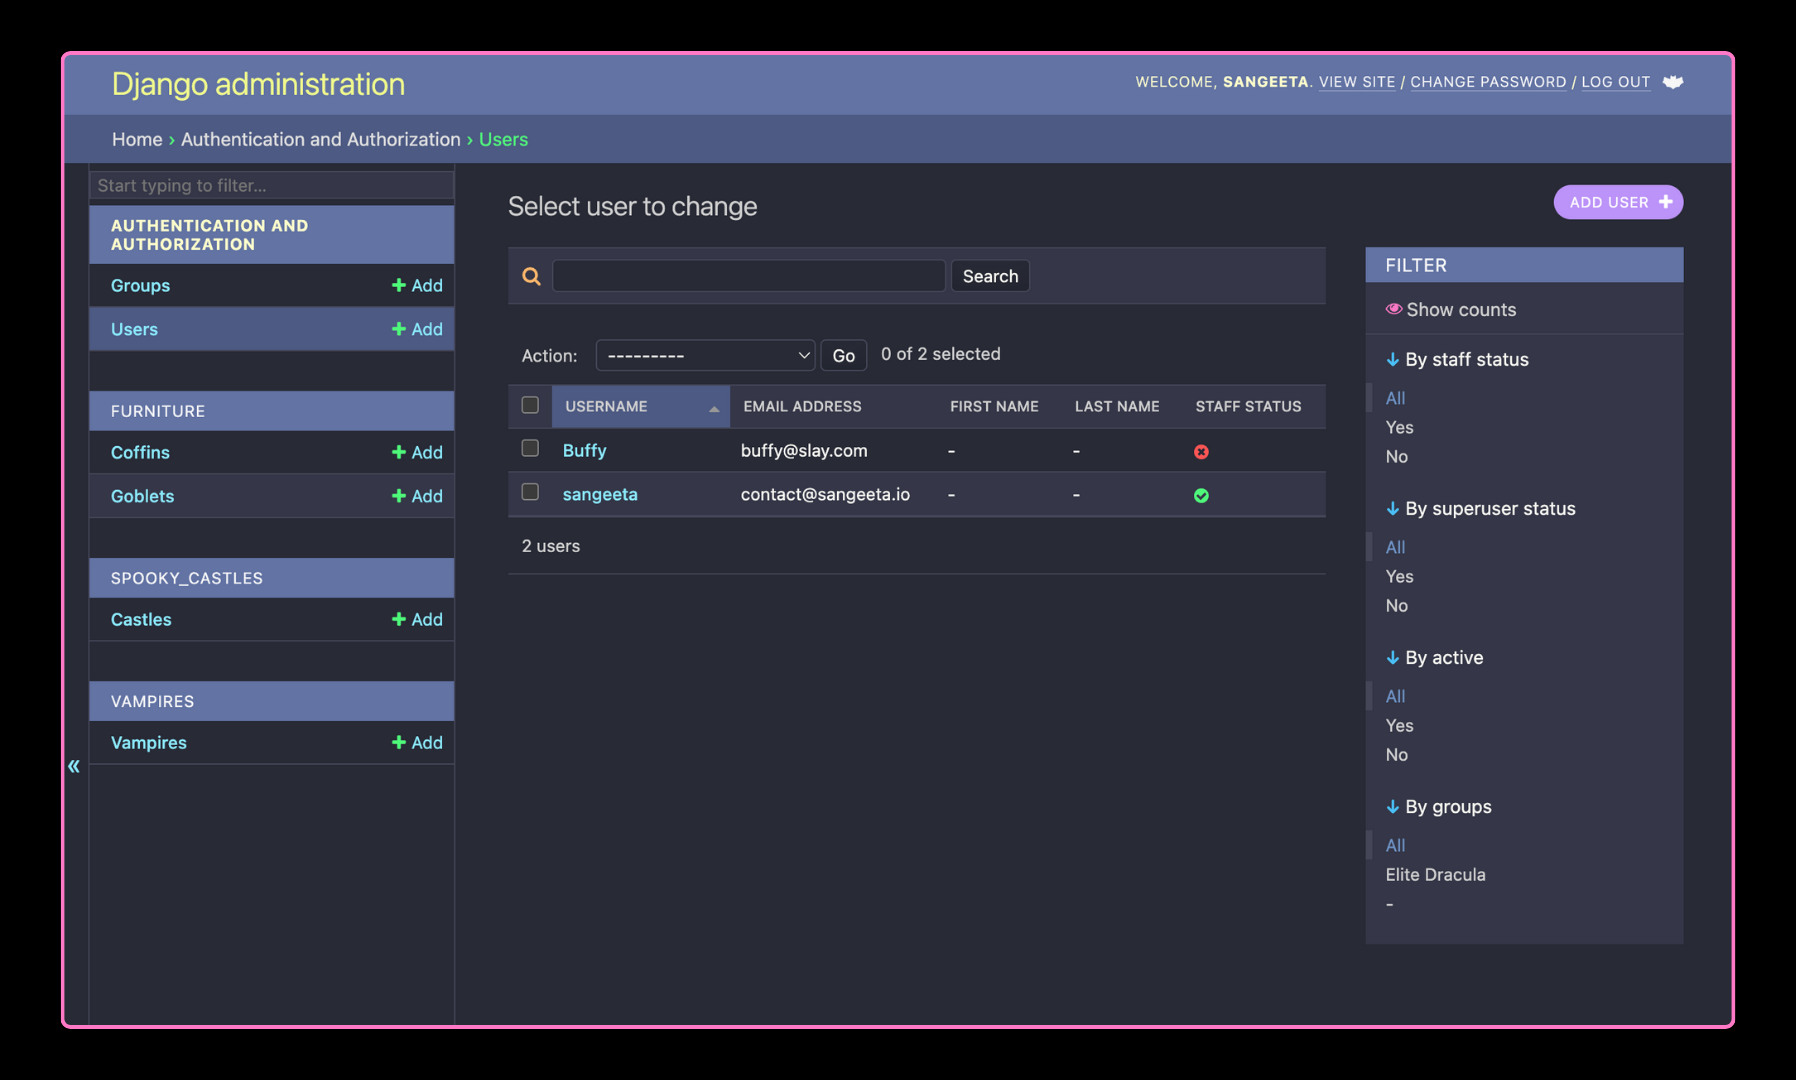 Django administration
WELCOME, SANGEETA. VIEW SITE / CHANGE PASSWORD / LOG OUT
Home › Authentication and Authorization › Users
Start typing to filter...
AUTHENTICATION AND
AUTHORIZATION
Groups + Add
Users + Add
FURNITURE
Coffins + Add
Goblets + Add
SPOOKY_CASTLES
Castles + Add
VAMPIRES
Vampires + Add
«
Select user to change
ADD USER +
Search
Action: --------- Go 0 of 2 selected
USERNAME EMAIL ADDRESS FIRST NAME LAST NAME STAFF STATUS
Buffy buffy@slay.com - -
sangeeta contact@sangeeta.io - -
2 users
FILTER
Show counts
↓ By staff status
All
Yes
No
↓ By superuser status
All
Yes
No
↓ By active
All
Yes
No
↓ By groups
All
Elite Dracula
-